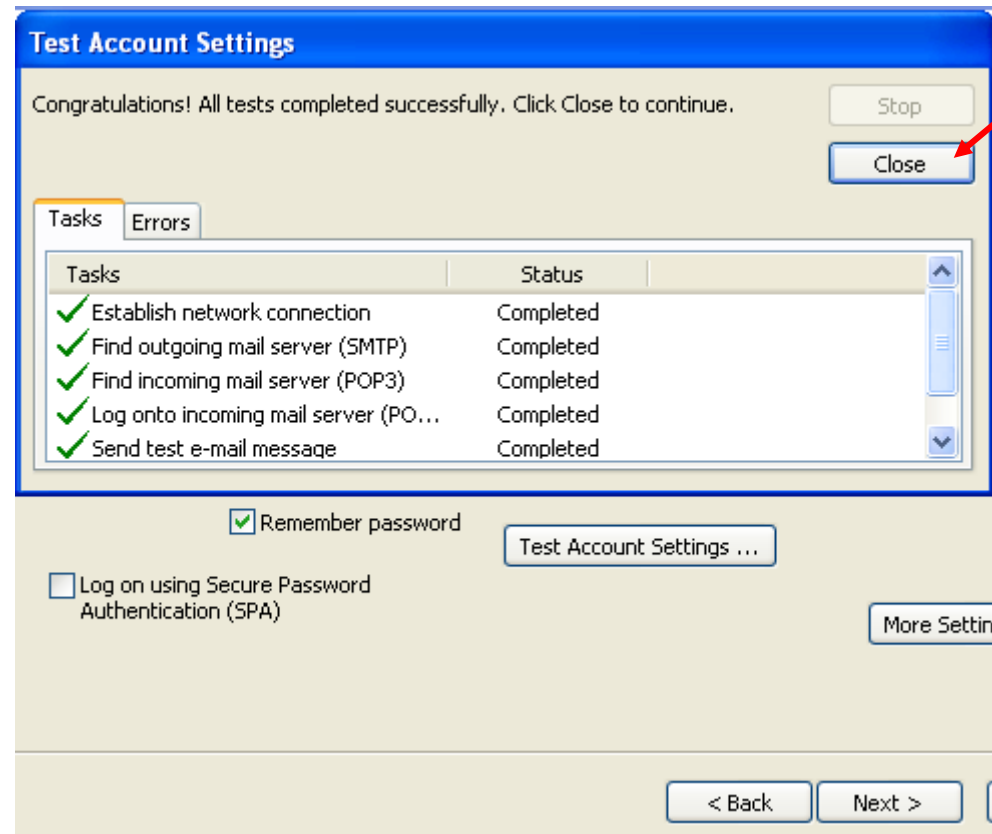 Test Account Settings
Congratulations! All tests completed successfully. Click Close to continue.
Stop
Close
Tasks Errors
Tasks Status
Establish network connection Completed
Find outgoing mail server (SMTP) Completed
Find incoming mail server (POP3) Completed
Log onto incoming mail server (PO... Completed
Send test e-mail message Completed
Remember password
Test Account Settings ...
Log on using Secure Password
Authentication (SPA)
More Settin
< Back Next >